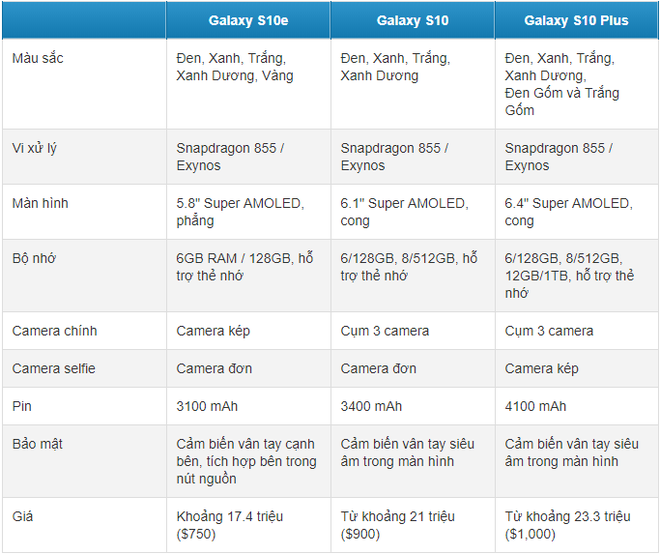 Galaxy S10e Galaxy S10 Galaxy S10 Plus
Màu sắc Đen, Xanh, Trắng, Đen, Xanh, Trắng, Đen, Xanh, Trắng,
Xanh Dương, Vàng Xanh Dương Xanh Dương,
Đen Gốm và Trắng
Gốm
Vi xử lý Snapdragon 855 / Snapdragon 855 / Snapdragon 855 /
Exynos Exynos Exynos
Màn hình 5.8" Super AMOLED, 6.1" Super AMOLED, 6.4" Super AMOLED,
phẳng cong cong
Bộ nhớ 6GB RAM / 128GB, hỗ 6/128GB, 8/512GB, hỗ 6/128GB, 8/512GB,
trợ thẻ nhớ trợ thẻ nhớ 12GB/1TB, hỗ trợ thẻ
nhớ
Camera chính Camera kép Cụm 3 camera Cụm 3 camera
Camera selfie Camera đơn Camera đơn Camera kép
Pin 3100 mAh 3400 mAh 4100 mAh
Bảo mật Cảm biến vân tay cạnh Cảm biến vân tay siêu Cảm biến vân tay siêu
bên, tích hợp bên trong âm trong màn hình âm trong màn hình
nút nguồn
Giá Khoảng 17.4 triệu Từ khoảng 21 triệu Từ khoảng 23.3 triệu
($750) ($900) ($1,000)